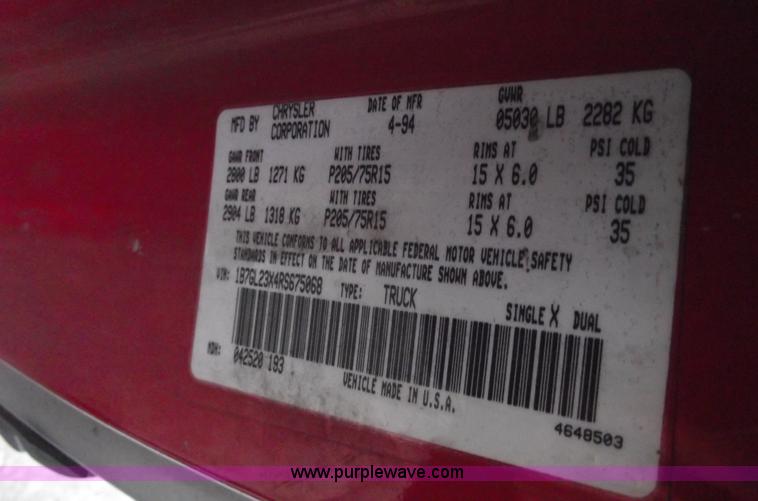 MFD BY CHRYSLER CORPORATION DATE OF MFR 4-94 GVWR 05030 LB 2282 KG
GAWR FRONT WITH TIRES RIMS AT PSI COLD
2800 LB 1271 KG P205/75R15 15 X 6.0 35
GAWR REAR WITH TIRES RIMS AT PSI COLD
2904 LB 1318 KG P205/75R15 15 X 6.0 35
THIS VEHICLE CONFORMS TO ALL APPLICABLE FEDERAL MOTOR VEHICLE SAFETY
STANDARDS IN EFFECT ON THE DATE OF MANUFACTURE SHOWN ABOVE.
VIN: 1B7GL23X4RS675068 TYPE: TRUCK SINGLE X DUAL
MDH: 042520 193 VEHICLE MADE IN U.S.A. 4648503
www.purplewave.com